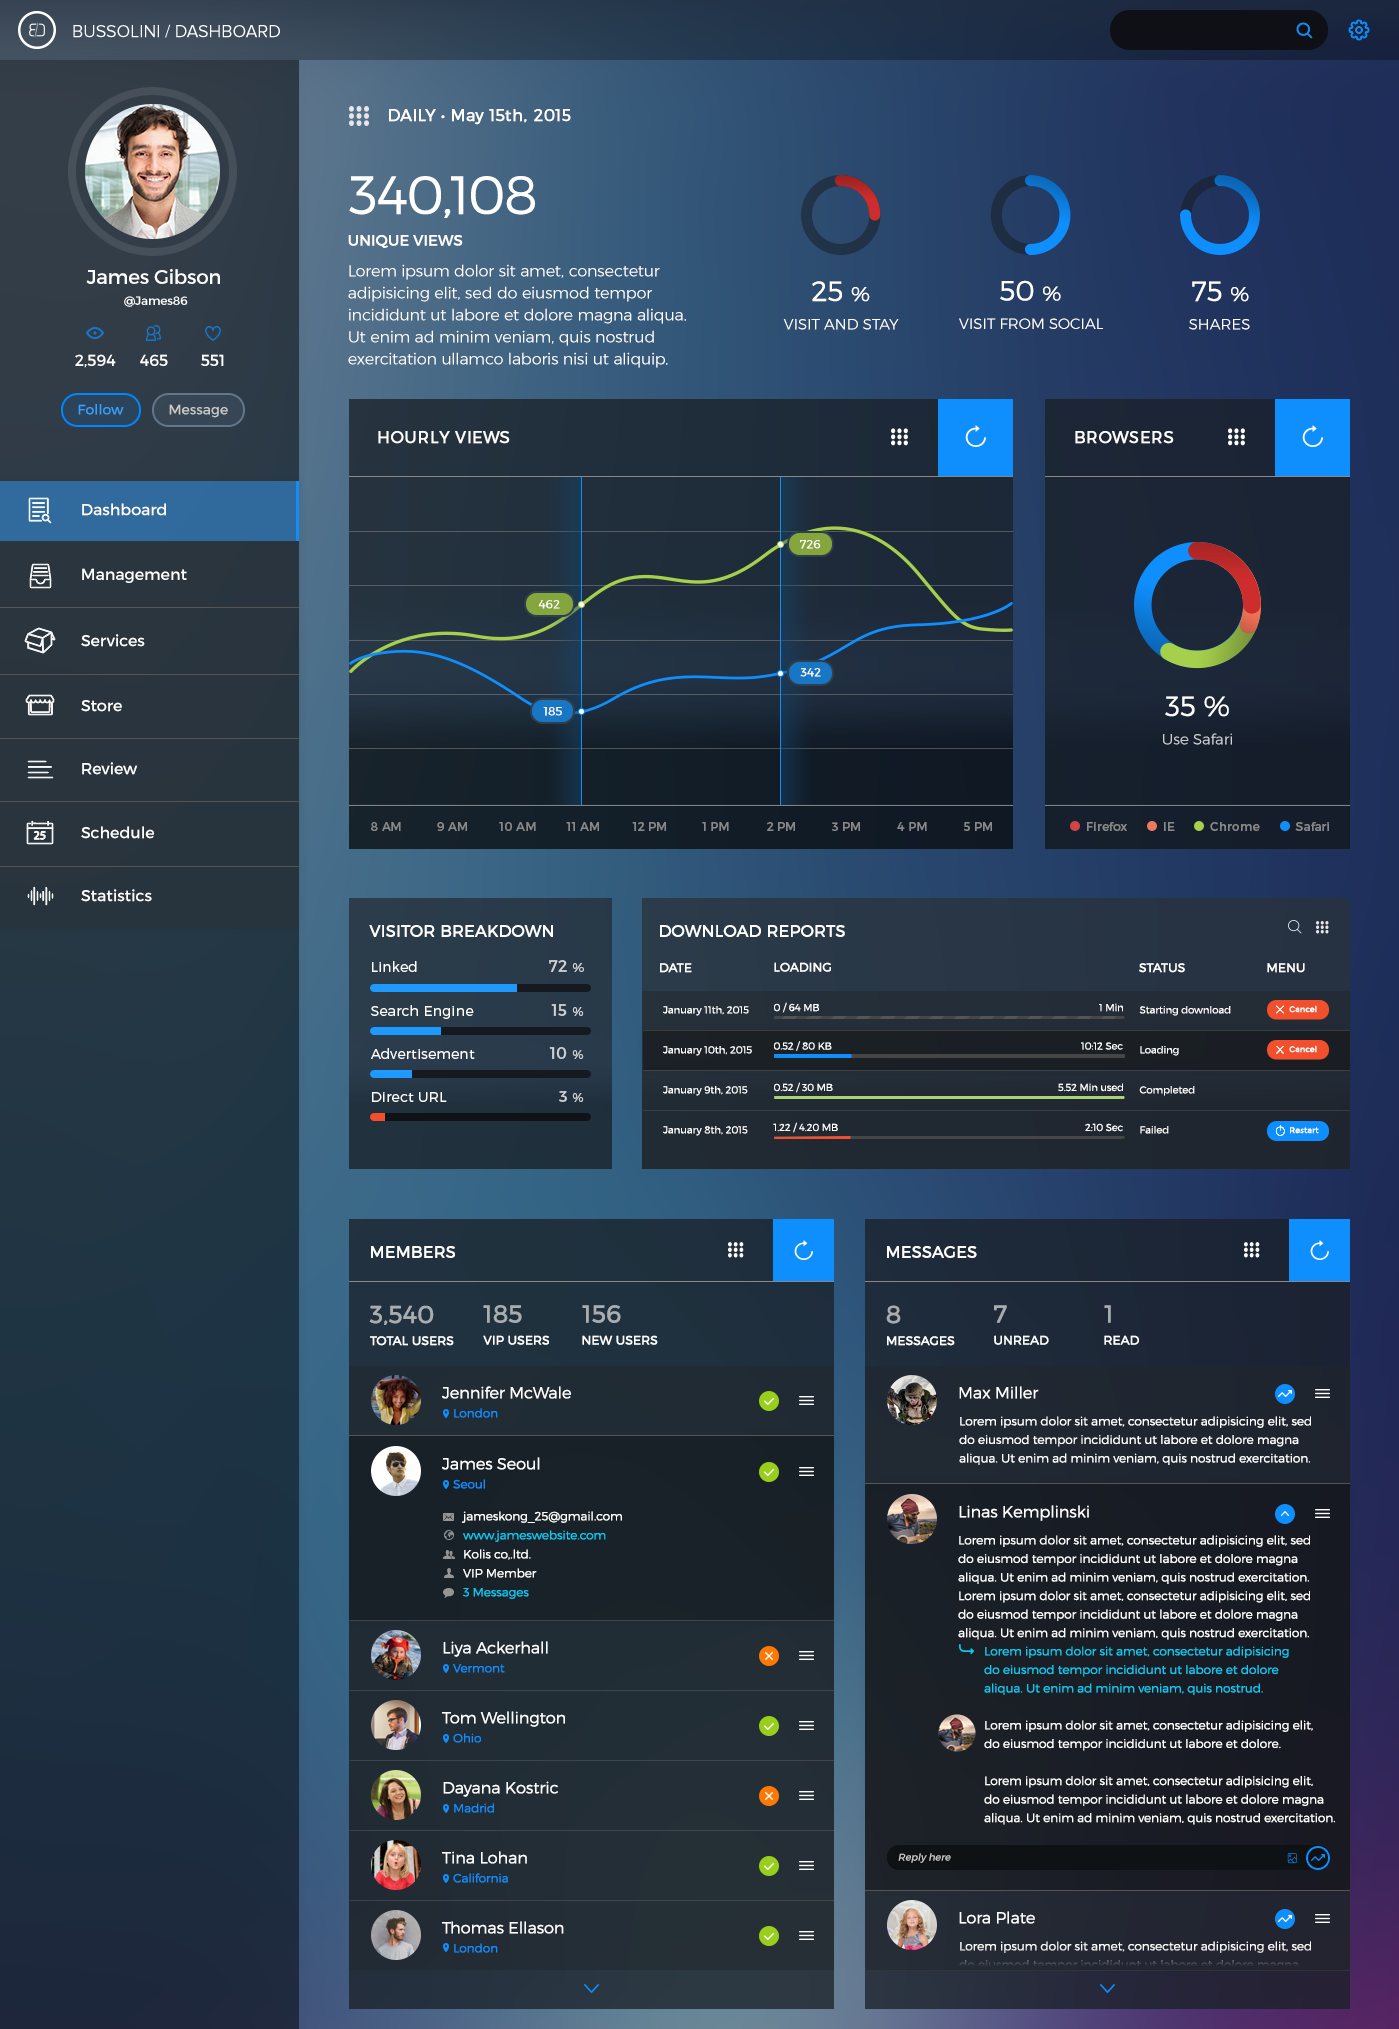 BUSSOLINI / DASHBOARD
James Gibson
@James86
2,594 465 551
Follow Message
Dashboard
Management
Services
Store
Review
25
Schedule
Statistics
DAILY • May 15th, 2015
340,108
UNIQUE VIEWS
Lorem ipsum dolor sit amet, consectetur
adipisicing elit, sed do eiusmod tempor
incididunt ut labore et dolore magna aliqua.
Ut enim ad minim veniam, quis nostrud
exercitation ullamco laboris nisi ut aliquip.
25 %
VISIT AND STAY
50 %
VISIT FROM SOCIAL
75 %
SHARES
HOURLY VIEWS
726
462
342
185
8 AM 9 AM 10 AM 11 AM 12 PM 1 PM 2 PM 3 PM 4 PM 5 PM
BROWSERS
35 %
Use Safari
Firefox IE Chrome Safari
VISITOR BREAKDOWN
Linked 72 %
Search Engine 15 %
Advertisement 10 %
Direct URL 3 %
DOWNLOAD REPORTS
DATE LOADING STATUS MENU
January 11th, 2015 0 / 64 MB 1 Min Starting download Cancel
January 10th, 2015 0.52 / 80 KB 10:12 Sec Loading Cancel
January 9th, 2015 0.52 / 30 MB 5.52 Min used Completed
January 8th, 2015 1.22 / 4.20 MB 2:10 Sec Failed Restart
MEMBERS
3,540 185 156
TOTAL USERS VIP USERS NEW USERS
Jennifer McWale
London
James Seoul
Seoul
jameskong_25@gmail.com
www.jameswebsite.com
Kolis co,.ltd.
VIP Member
3 Messages
Liya Ackerhall
Vermont
Tom Wellington
Ohio
Dayana Kostric
Madrid
Tina Lohan
California
Thomas Ellason
London
MESSAGES
8 7 1
MESSAGES UNREAD READ
Max Miller
Lorem ipsum dolor sit amet, consectetur adipisicing elit, sed
do eiusmod tempor incididunt ut labore et dolore magna
aliqua. Ut enim ad minim veniam, quis nostrud exercitation.
Linas Kemplinski
Lorem ipsum dolor sit amet, consectetur adipisicing elit, sed
do eiusmod tempor incididunt ut labore et dolore magna
aliqua. Ut enim ad minim veniam, quis nostrud exercitation.
Lorem ipsum dolor sit amet, consectetur adipisicing elit, sed
do eiusmod tempor incididunt ut labore et dolore magna
aliqua. Ut enim ad minim veniam, quis nostrud exercitation.
Lorem ipsum dolor sit amet, consectetur adipisicing
do eiusmod tempor incididunt ut labore et dolore
aliqua. Ut enim ad minim veniam, quis nostrud.
Lorem ipsum dolor sit amet, consectetur adipisicing elit,
do eiusmod tempor incididunt ut labore et dolore.
Lorem ipsum dolor sit amet, consectetur adipisicing elit,
do eiusmod tempor incididunt ut labore et dolore magna
aliqua. Ut enim ad minim veniam, quis nostrud exercitation.
Reply here
Lora Plate
Lorem ipsum dolor sit amet, consectetur adipisicing elit, sed
do eiusmod tempor incididunt ut labore et dolore magna